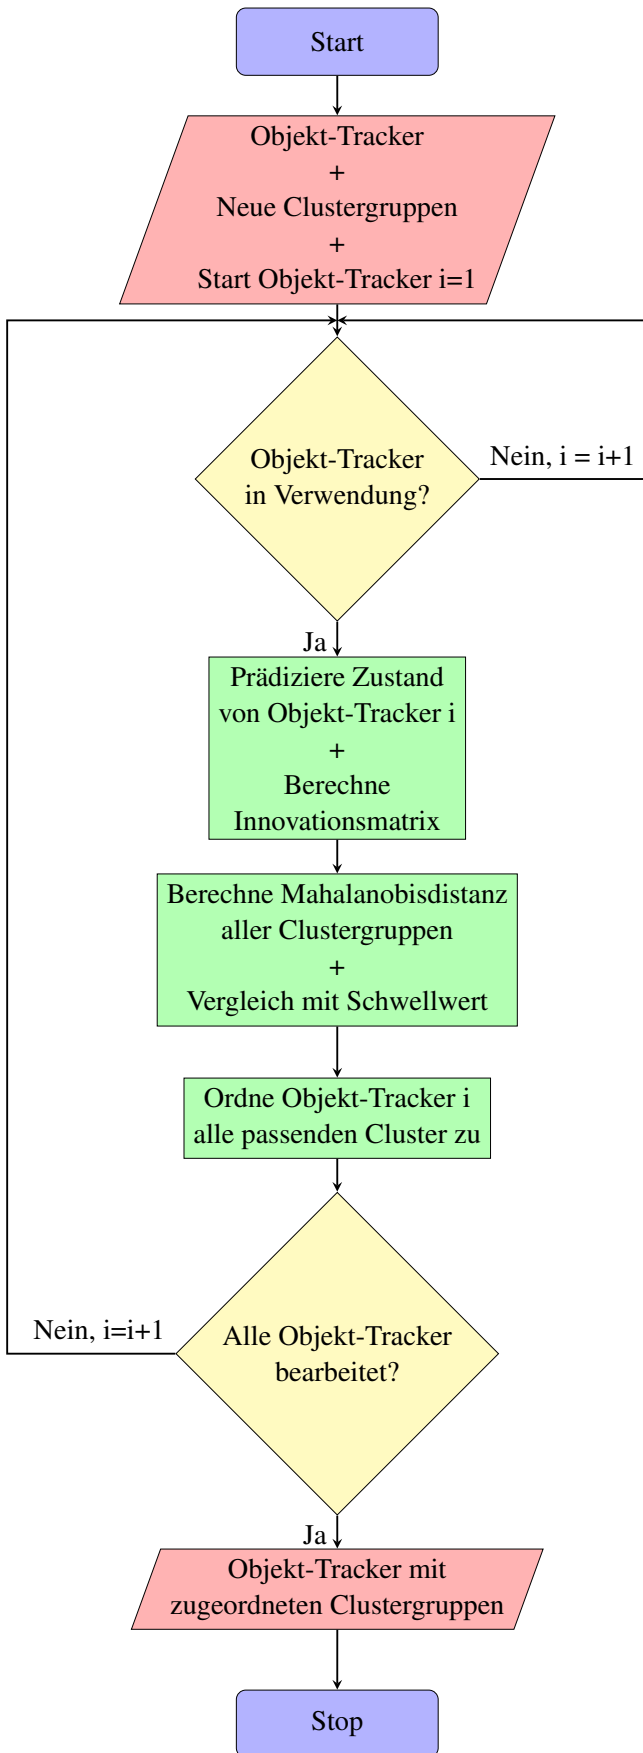 Start
Objekt-Tracker
+
Neue Clustergruppen
+
Start Objekt-Tracker i=1
Objekt-Tracker
in Verwendung?
Nein, i = i+1
Ja
Prädiziere Zustand
von Objekt-Tracker i
+
Berechne
Innovationsmatrix
Berechne Mahalanobisdistanz
aller Clustergruppen
+
Vergleich mit Schwellwert
Ordne Objekt-Tracker i
alle passenden Cluster zu
Nein, i=i+1
Alle Objekt-Tracker
bearbeitet?
Ja
Objekt-Tracker mit
zugeordneten Clustergruppen
Stop